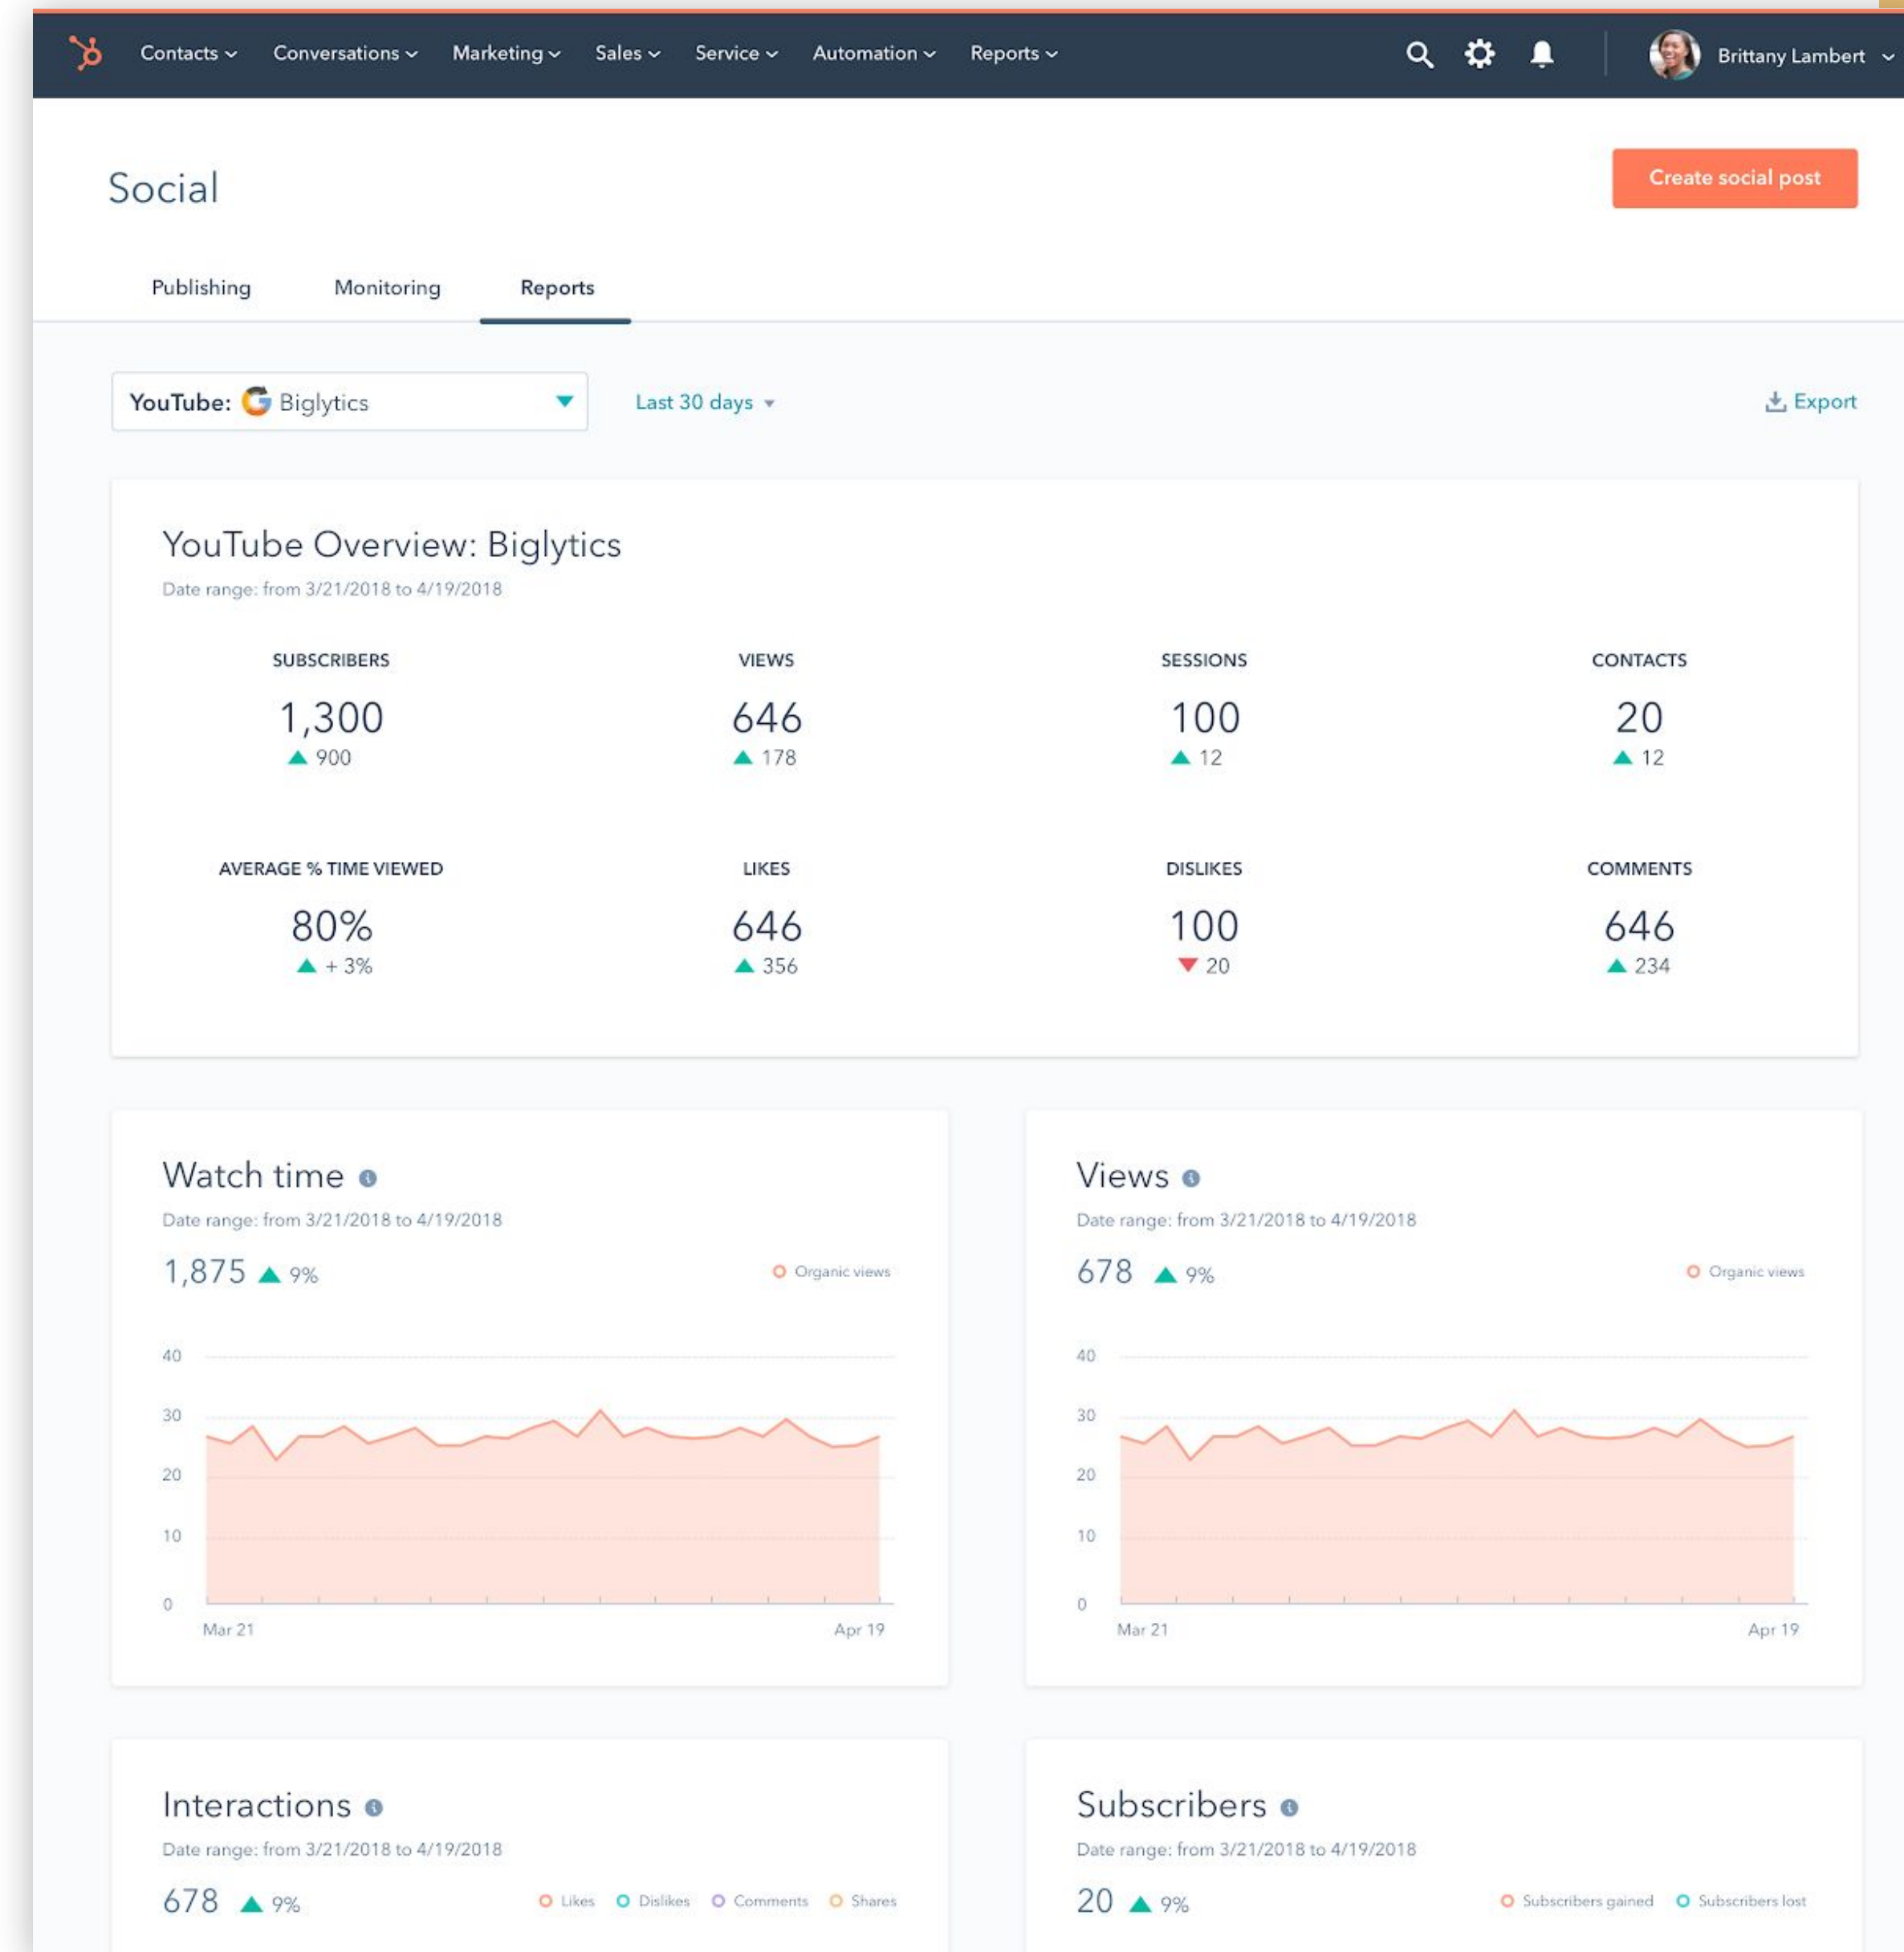 Contacts Conversations Marketing Sales Service Automation Reports Brittany Lambert
Social
Create social post
Publishing Monitoring Reports
YouTube: Biglytics Last 30 days Export
YouTube Overview: Biglytics
Date range: from 3/21/2018 to 4/19/2018
SUBSCRIBERS VIEWS SESSIONS CONTACTS
1,300 646 100 20
▲ 900 ▲ 178 ▲ 12 ▲ 12
AVERAGE % TIME VIEWED LIKES DISLIKES COMMENTS
80% 646 100 646
▲ + 3% ▲ 356 ▼ 20 ▲ 234
Watch time
Date range: from 3/21/2018 to 4/19/2018
1,875 ▲ 9% Organic views
40
30
20
10
0
Mar 21 Apr 19
Views
Date range: from 3/21/2018 to 4/19/2018
678 ▲ 9% Organic views
40
30
20
10
0
Mar 21 Apr 19
Interactions
Date range: from 3/21/2018 to 4/19/2018
678 ▲ 9% Likes Dislikes Comments Shares
Subscribers
Date range: from 3/21/2018 to 4/19/2018
20 ▲ 9% Subscribers gained Subscribers lost